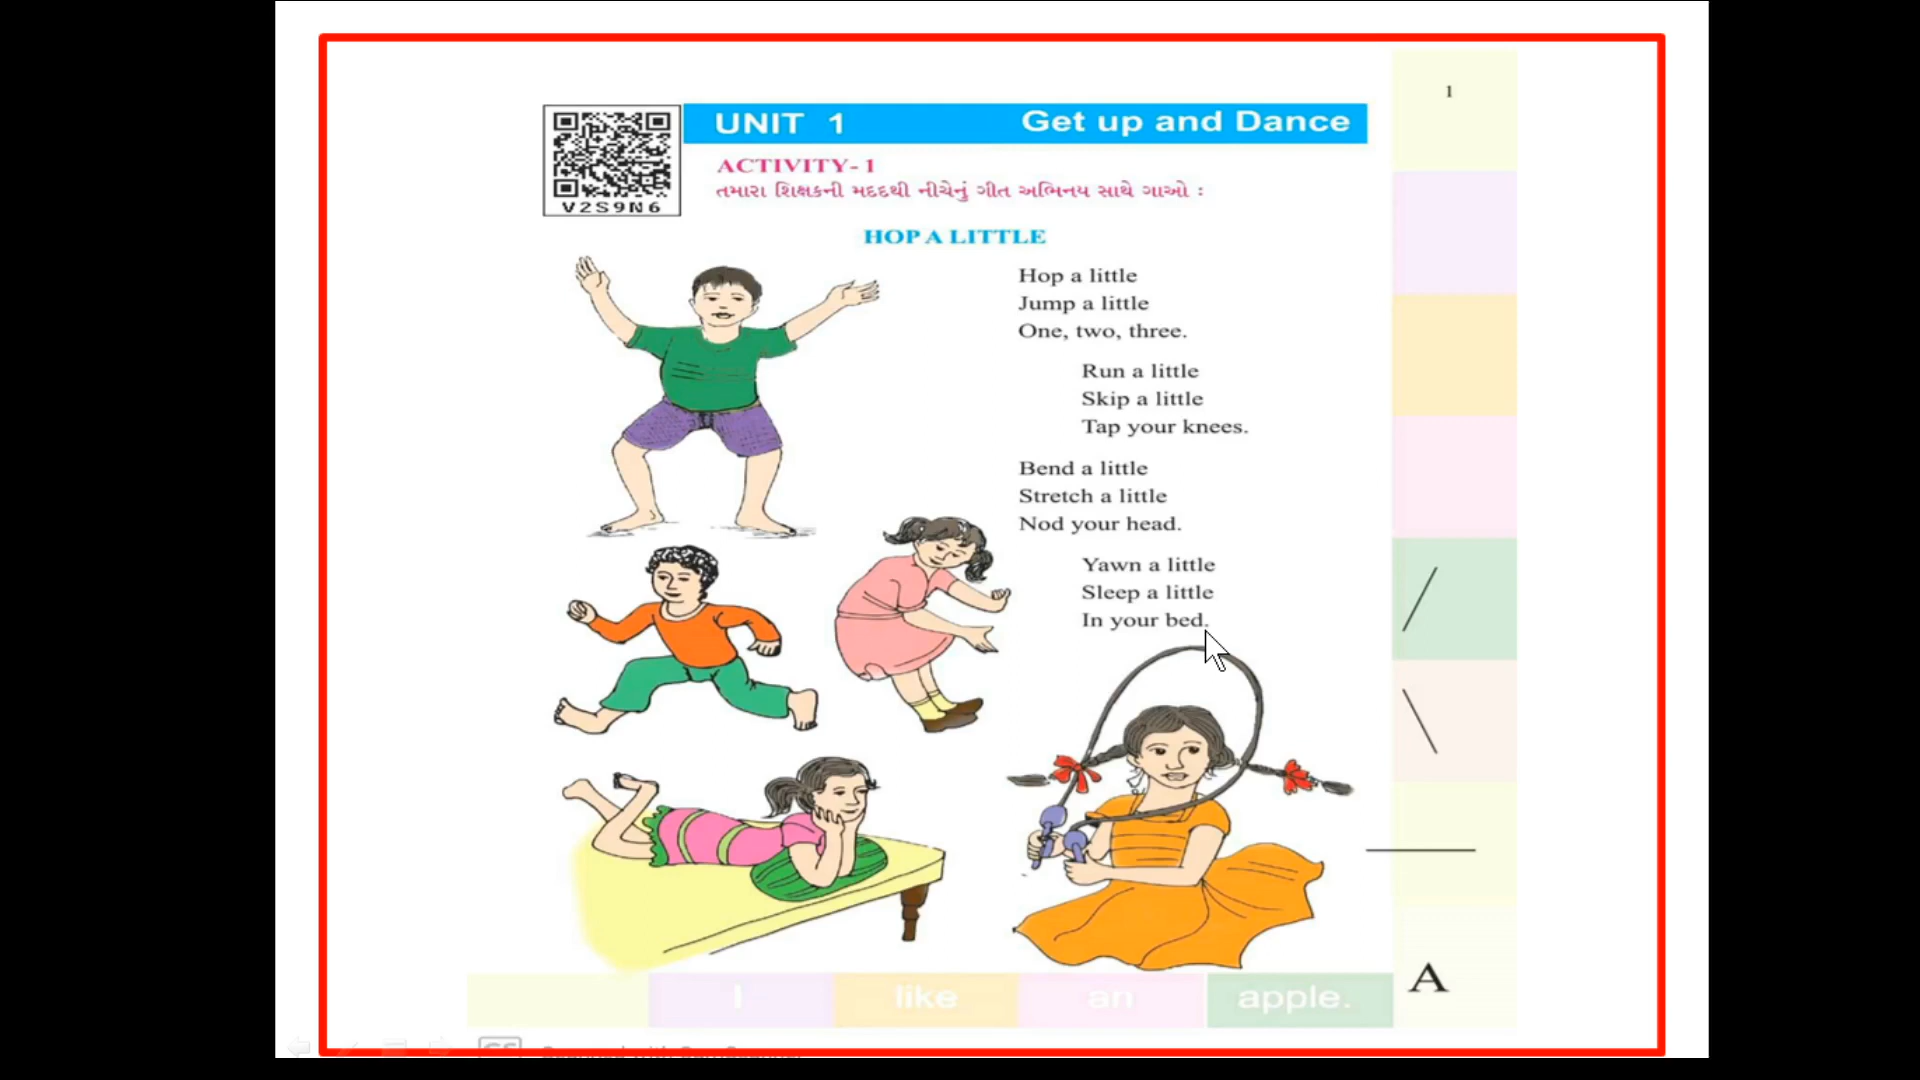 1
UNIT 1 Get up and Dance
V2S9N6
ACTIVITY- 1
તમારા શિક્ષકની મદદથી નીચેનું ગીત અભિનય સાથે ગાઓ :
HOP A LITTLE
Hop a little
Jump a little
One, two, three.
Run a little
Skip a little
Tap your knees.
Bend a little
Stretch a little
Nod your head.
Yawn a little
Sleep a little
In your bed.
A
I like an apple.